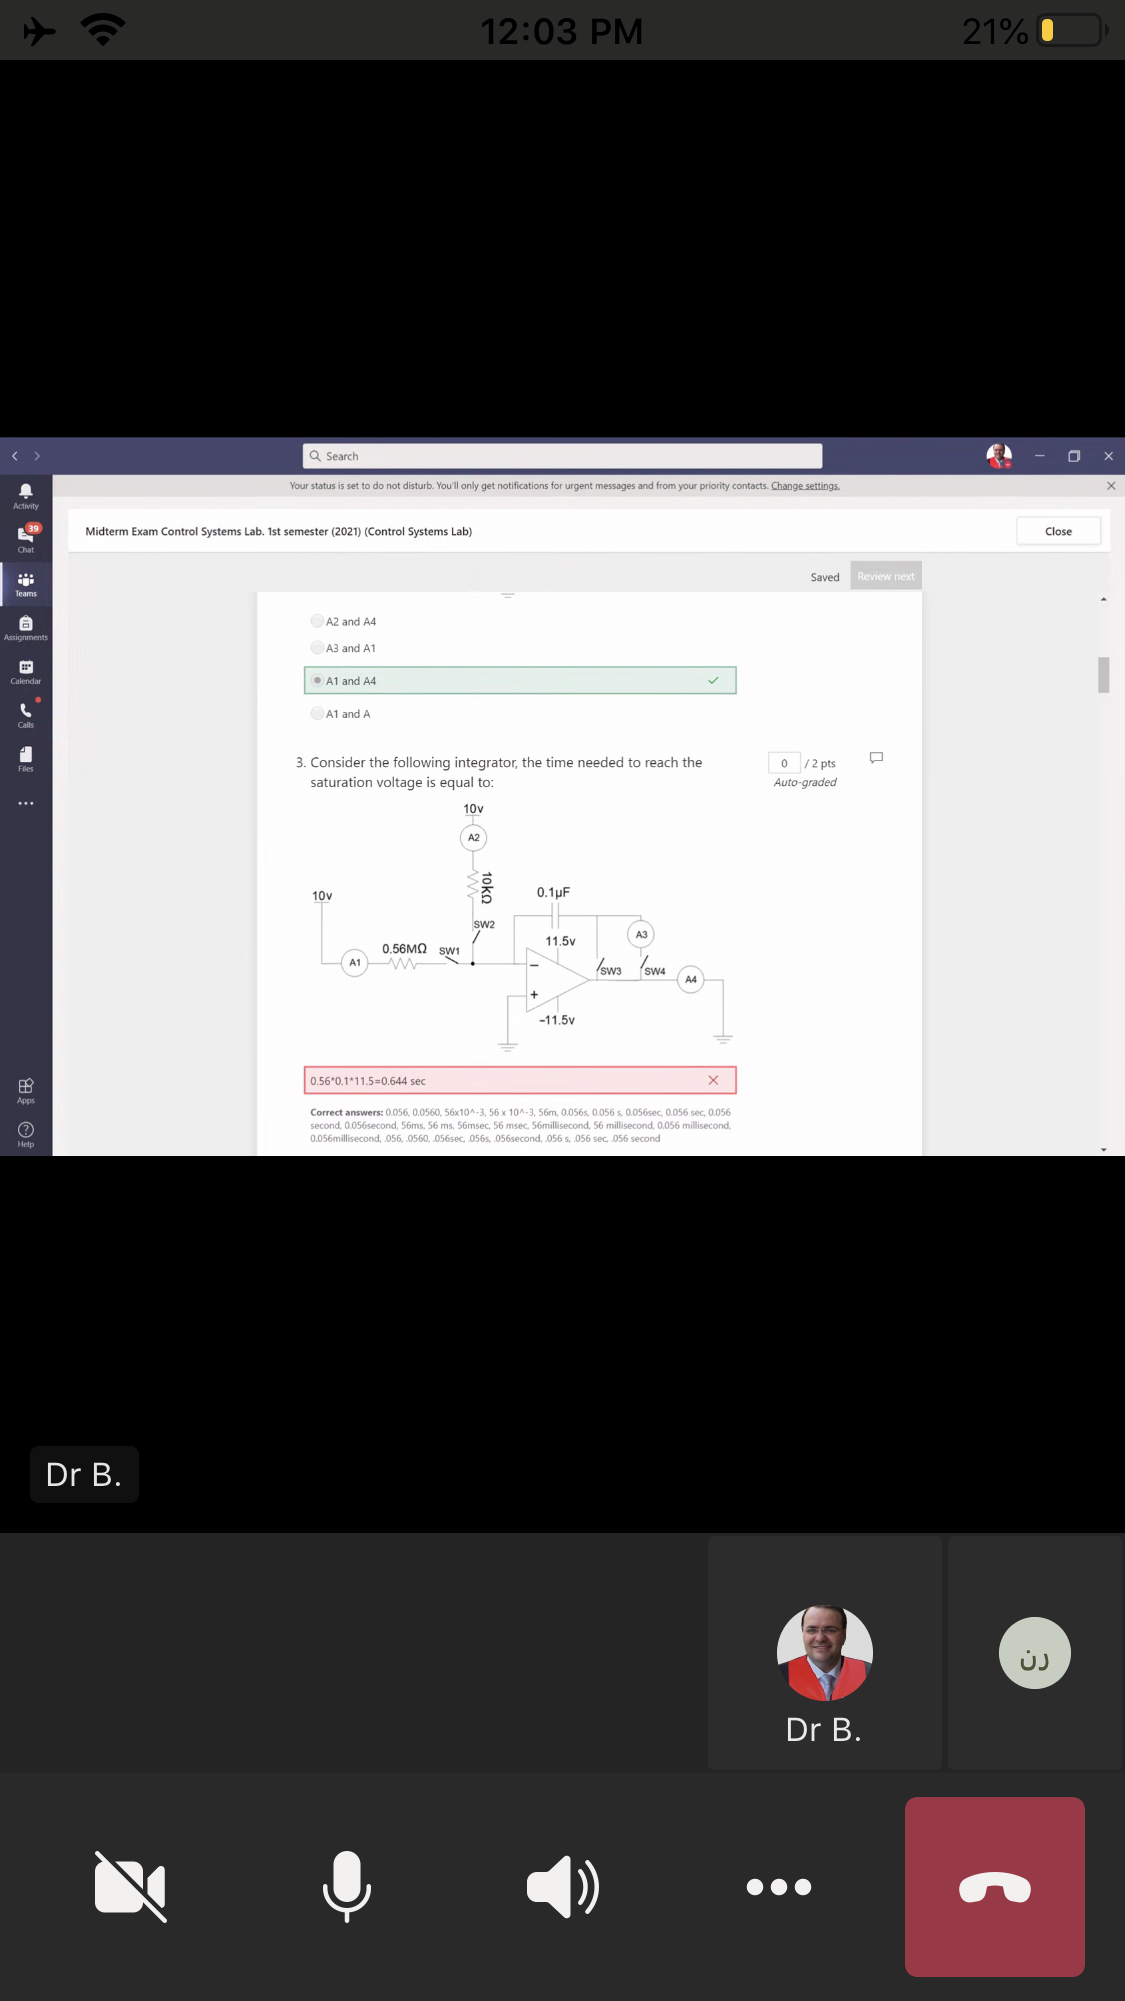 12:03 PM
21%
Search
Your status is set to do not disturb. You'll only get notifications for urgent messages and from your priority contacts. Change settings.
Activity
39
Chat
Teams
Assignments
Calendar
Calls
Files
Apps
Help
Midterm Exam Control Systems Lab. 1st semester (2021) (Control Systems Lab)
Close
Saved
Review next
A2 and A4
A3 and A1
A1 and A4
A1 and A
3. Consider the following integrator, the time needed to reach the
saturation voltage is equal to:
0 / 2 pts
Auto-graded
10v
A2
10kΩ
10v
0.1µF
SW2
A3
11.5v
0.56MΩ
SW1
A1
SW3
SW4
A4
-11.5v
0.56*0.1*11.5=0.644 sec
Correct answers: 0.056, 0.0560, 56x10^-3, 56 x 10^-3, 56m, 0.056s, 0.056 s, 0.056sec, 0.056 sec, 0.056
second, 0.056second, 56ms, 56 ms, 56msec, 56 msec, 56millisecond, 56 millisecond, 0.056 millisecond,
0.056millisecond, .056, .0560, .056sec, .056s, .056second, .056 s, .056 sec, .056 second
Dr B.
Dr B.
رن